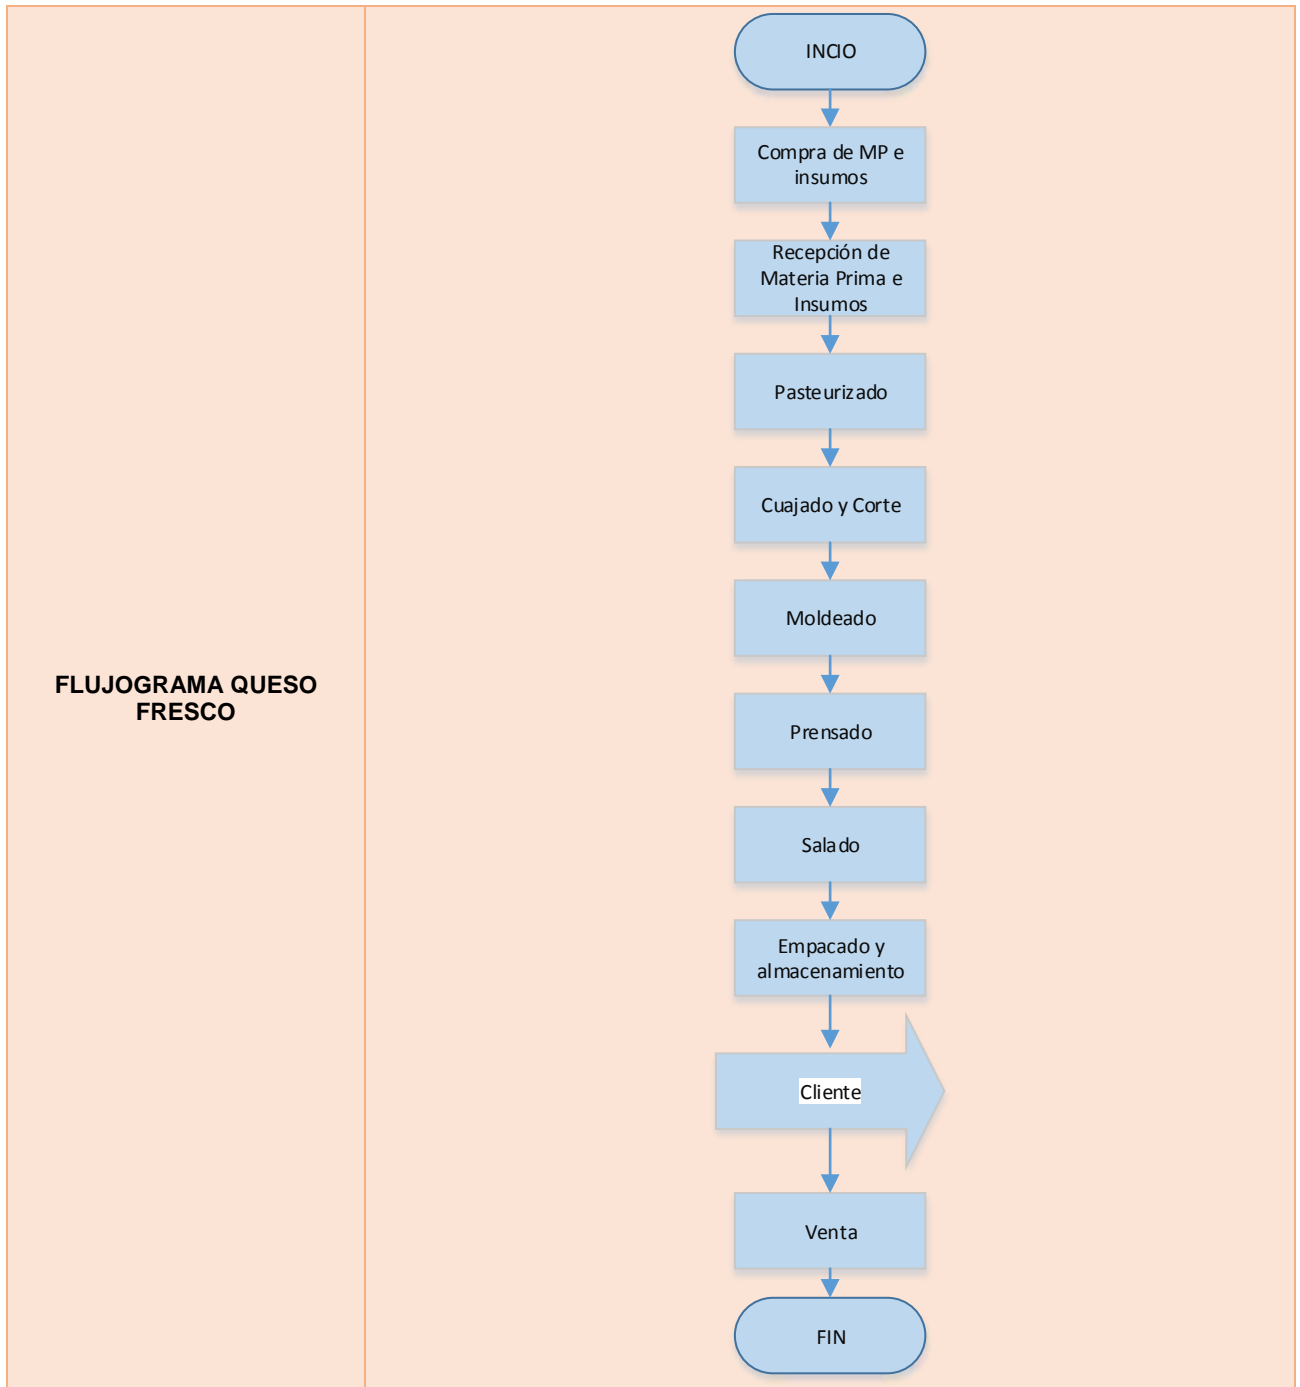 FLUJOGRAMA QUESO
FRESCO
INCIO
Compra de MP e
insumos
Recepción de
Materia Prima e
Insumos
Pasteurizado
Cuajado y Corte
Moldeado
Prensado
Salado
Empacado y
almacenamiento
Cliente
Venta
FIN